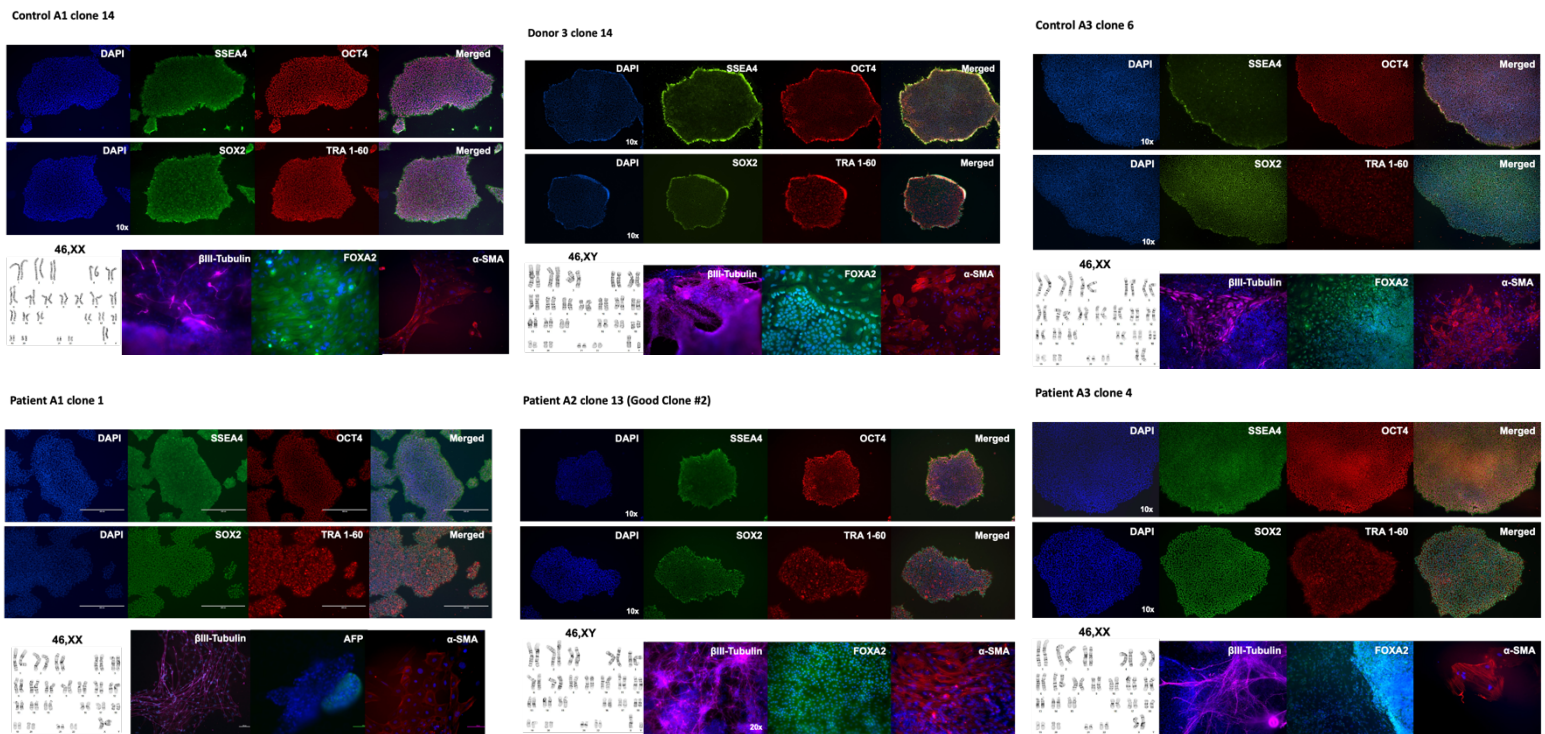 Control A1 clone 14
DAPI SSEA4 OCT4 Merged
DAPI SOX2 TRA 1-60 Merged
10x
46,XX βIII-Tubulin FOXA2 α-SMA
Donor 3 clone 14
DAPI SSEA4 OCT4 Merged
10x
DAPI SOX2 TRA 1-60 Merged
10x
46,XY βIII-Tubulin FOXA2 α-SMA
Control A3 clone 6
DAPI SSEA4 OCT4 Merged
10x
DAPI SOX2 TRA 1-60 Merged
10x
46,XX βIII-Tubulin FOXA2 α-SMA
Patient A1 clone 1
DAPI SSEA4 OCT4 Merged
DAPI SOX2 TRA 1-60 Merged
46,XX βIII-Tubulin AFP α-SMA
Patient A2 clone 13 (Good Clone #2)
DAPI SSEA4 OCT4 Merged
10x
DAPI SOX2 TRA 1-60 Merged
10x
46,XY βIII-Tubulin FOXA2 α-SMA
20x
Patient A3 clone 4
DAPI SSEA4 OCT4 Merged
10x
DAPI SOX2 TRA 1-60 Merged
10x
46,XX βIII-Tubulin FOXA2 α-SMA